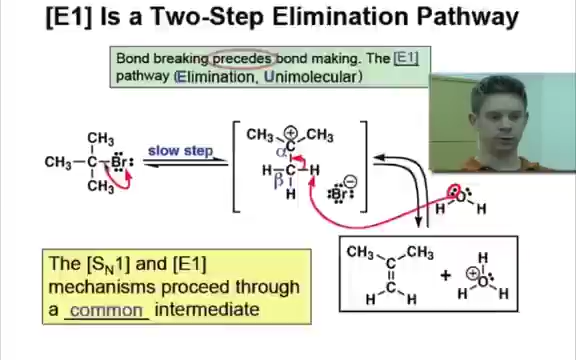 [E1] Is a Two-Step Elimination Pathway
Bond breaking precedes bond making. The [E1]
pathway (Elimination, Unimolecular)
CH3
CH3 C Br
CH3
slow step
CH3 CH3
C
α
H C H
β
H
Br
H O H
CH3 CH3
C
C
H H
+
H
O
H H
The [SN1] and [E1]
mechanisms proceed through
a common intermediate